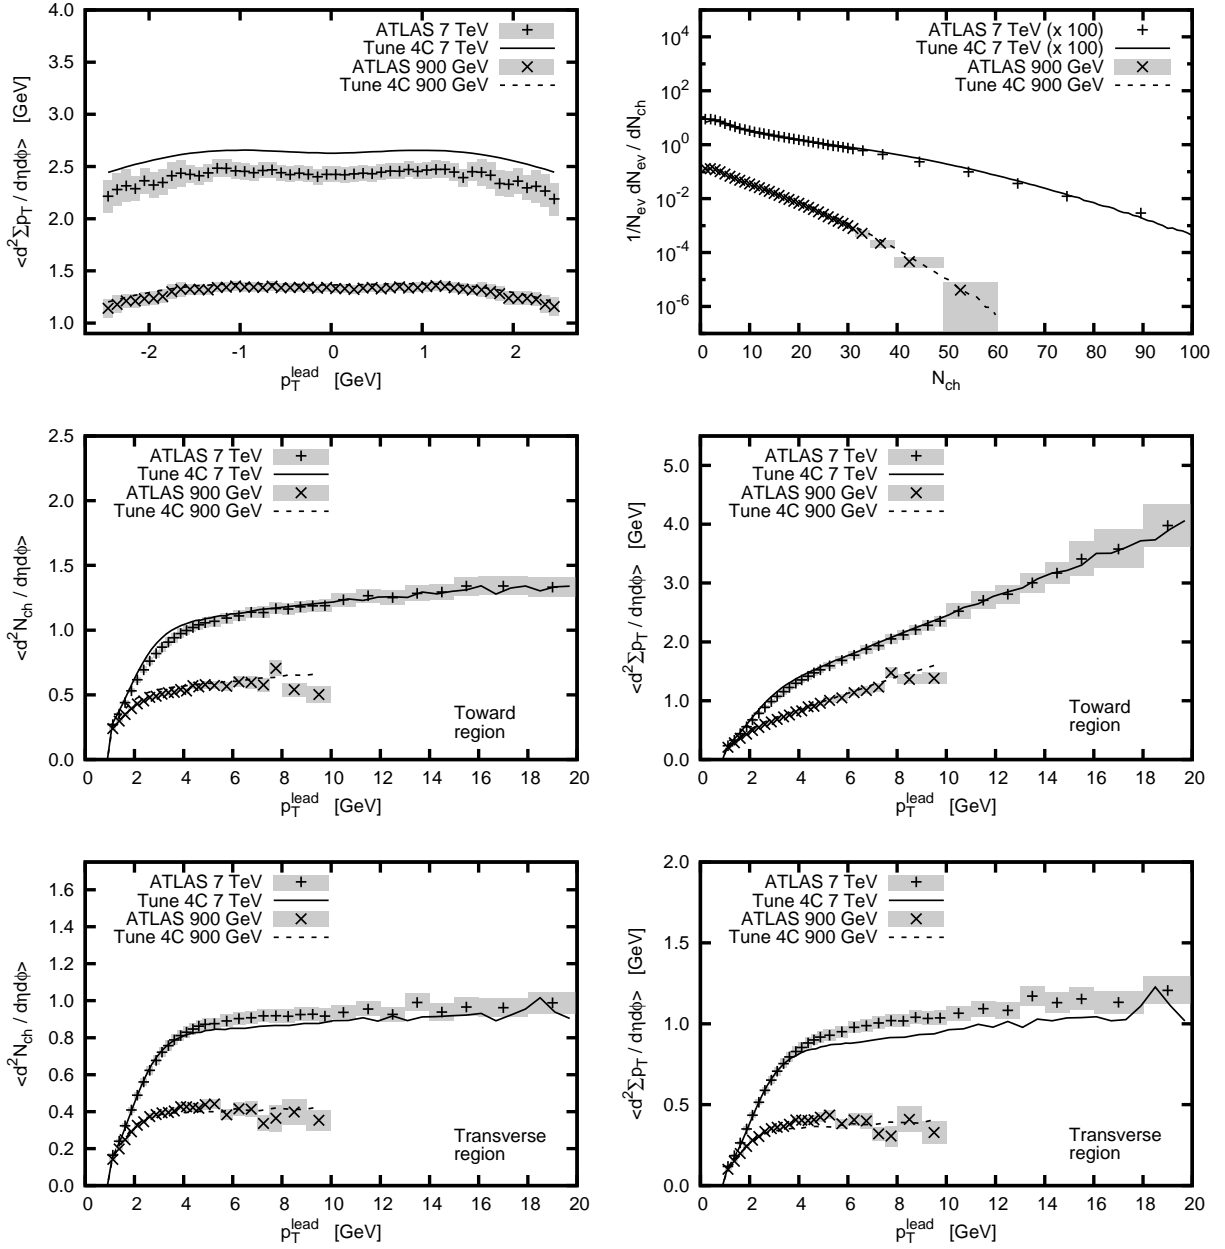 4.0
3.5
3.0
2.5
2.0
1.5
1.0
<d²Σp_T / dηdϕ> [GeV]
ATLAS 7 TeV
Tune 4C 7 TeV
ATLAS 900 GeV
Tune 4C 900 GeV
-2 -1 0 1 2
p_T^lead [GeV]
10⁴
10²
10⁰
10⁻²
10⁻⁴
10⁻⁶
1/N_ev dN_ev / dN_ch
ATLAS 7 TeV (x 100)
Tune 4C 7 TeV (x 100)
ATLAS 900 GeV
Tune 4C 900 GeV
0 10 20 30 40 50 60 70 80 90 100
N_ch
2.5
2.0
1.5
1.0
0.5
0.0
<d²N_ch / dηdϕ>
ATLAS 7 TeV
Tune 4C 7 TeV
ATLAS 900 GeV
Tune 4C 900 GeV
Toward
region
0 2 4 6 8 10 12 14 16 18 20
p_T^lead [GeV]
5.0
4.0
3.0
2.0
1.0
0.0
<d²Σp_T / dηdϕ> [GeV]
ATLAS 7 TeV
Tune 4C 7 TeV
ATLAS 900 GeV
Tune 4C 900 GeV
Toward
region
0 2 4 6 8 10 12 14 16 18 20
p_T^lead [GeV]
1.6
1.4
1.2
1.0
0.8
0.6
0.4
0.2
0.0
<d²N_ch / dηdϕ>
ATLAS 7 TeV
Tune 4C 7 TeV
ATLAS 900 GeV
Tune 4C 900 GeV
Transverse
region
0 2 4 6 8 10 12 14 16 18 20
p_T^lead [GeV]
2.0
1.5
1.0
0.5
0.0
<d²Σp_T / dηdϕ> [GeV]
ATLAS 7 TeV
Tune 4C 7 TeV
ATLAS 900 GeV
Tune 4C 900 GeV
Transverse
region
0 2 4 6 8 10 12 14 16 18 20
p_T^lead [GeV]